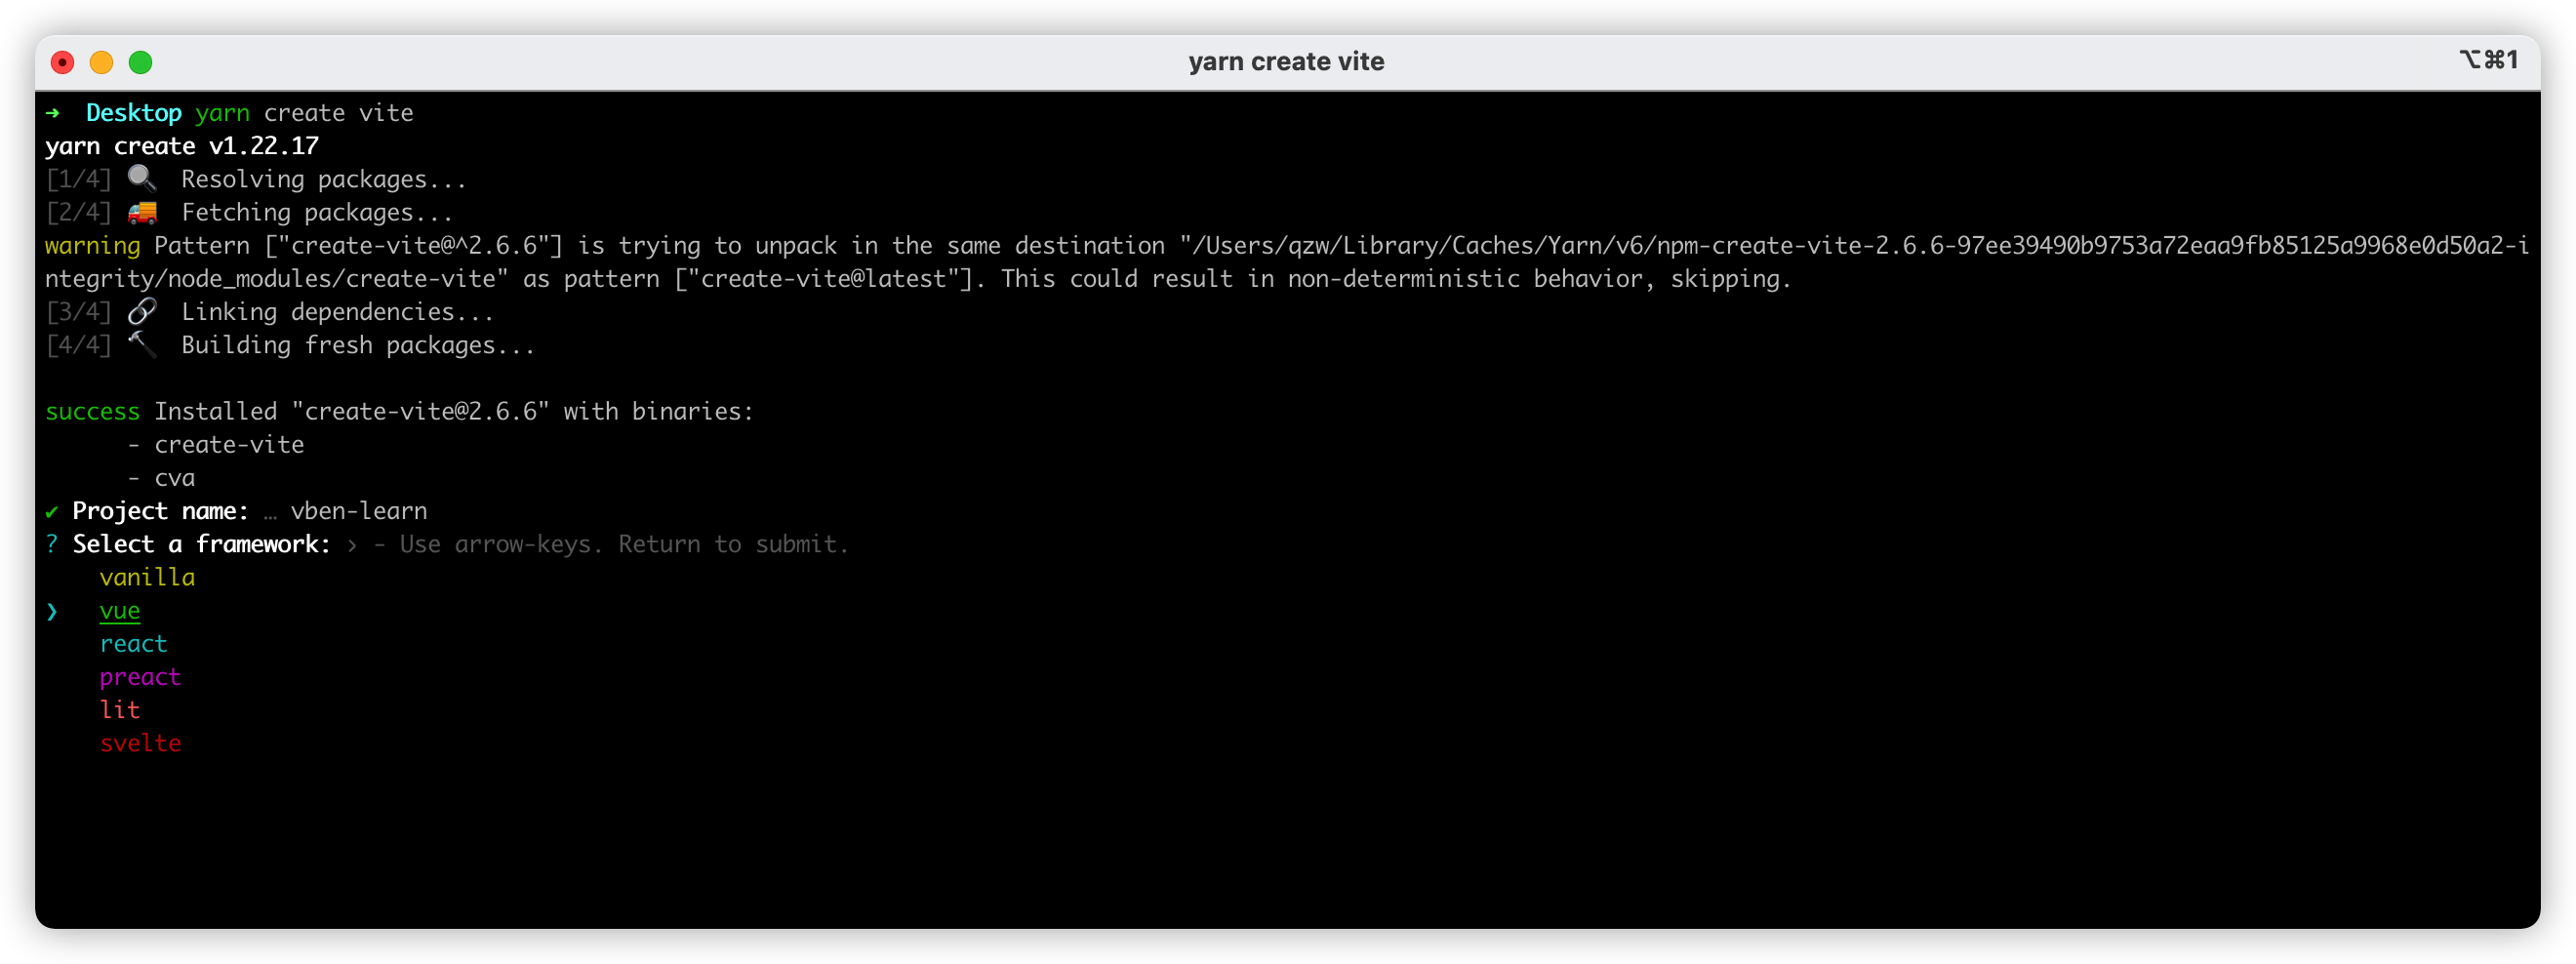 yarn create vite
⌥⌘1
➜  Desktop yarn create vite
yarn create v1.22.17
[1/4] 🔍  Resolving packages...
[2/4] 🚚  Fetching packages...
warning Pattern ["create-vite@^2.6.6"] is trying to unpack in the same destination "/Users/qzw/Library/Caches/Yarn/v6/npm-create-vite-2.6.6-97ee39490b9753a72eaa9fb85125a9968e0d50a2-i
ntegrity/node_modules/create-vite" as pattern ["create-vite@latest"]. This could result in non-deterministic behavior, skipping.
[3/4] 🔗  Linking dependencies...
[4/4] 🔨  Building fresh packages...
success Installed "create-vite@2.6.6" with binaries:
      - create-vite
      - cva
✔ Project name: … vben-learn
? Select a framework: › - Use arrow-keys. Return to submit.
    vanilla
❯   vue
    react
    preact
    lit
    svelte